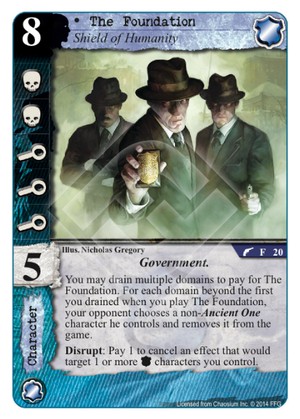 8
• The Foundation
Shield of Humanity
Illus. Nicholas Gregory
F 20
5
Government.
You may drain multiple domains to pay for The
Foundation. For each domain beyond the first
you drained when you play The Foundation,
your opponent chooses a non-Ancient One
character he controls and removes it from the
game.
Disrupt: Pay 1 to cancel an effect that would
target 1 or more characters you control.
Character
Licensed from Chaosium Inc. © 2014 FFG